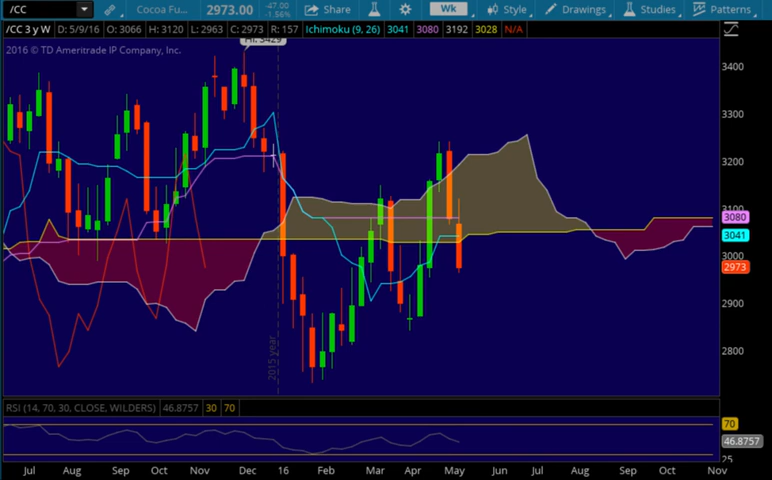 /CC Cocoa Fu... 2973.00 -47.00 -1.56% Share Wk Style Drawings Studies Patterns
/CC 3 y W D: 5/9/16 H: 3120 L: 2963 C: 2973 R: 157 Ichimoku (9, 26) 3041 3080 3192 3028 N/A
Hi: 3429
2016 © TD Ameritrade IP Company, Inc.
3400
3300
3200
3100
3080
3041
3000
2973
2900
2800
2015 year
RSI (14, 70, 30, CLOSE, WILDERS) 46.8757 30 70
70
46.8757
25
Jul Aug Sep Oct Nov Dec 16 Feb Mar Apr May Jun Jul Aug Sep Oct Nov